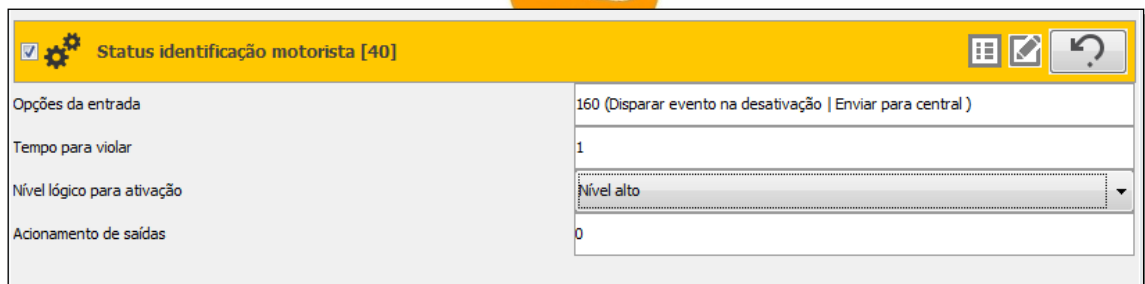 Status identificação motorista [40]
Opções da entrada 160 (Disparar evento na desativação | Enviar para central )
Tempo para violar 1
Nível lógico para ativação Nível alto
Acionamento de saídas 0